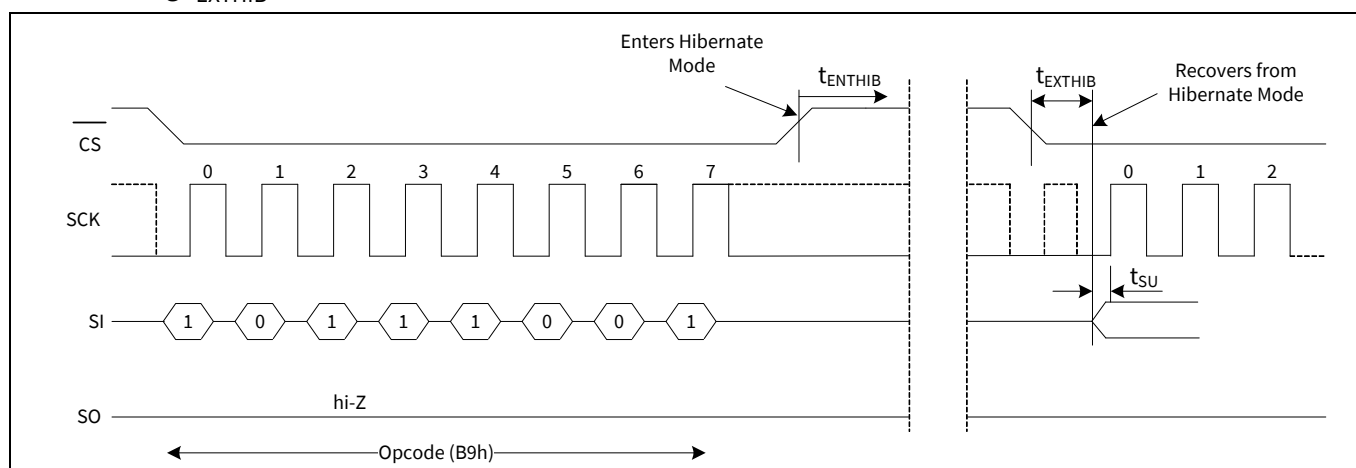 EXTHIB
Enters Hibernate
Mode
tENTHIB
tEXTHIB
Recovers from
Hibernate Mode
CS
0 1 2 3 4 5 6 7
0 1 2
SCK
tSU
SI
1 0 1 1 1 0 0 1
hi-Z
SO
Opcode (B9h)